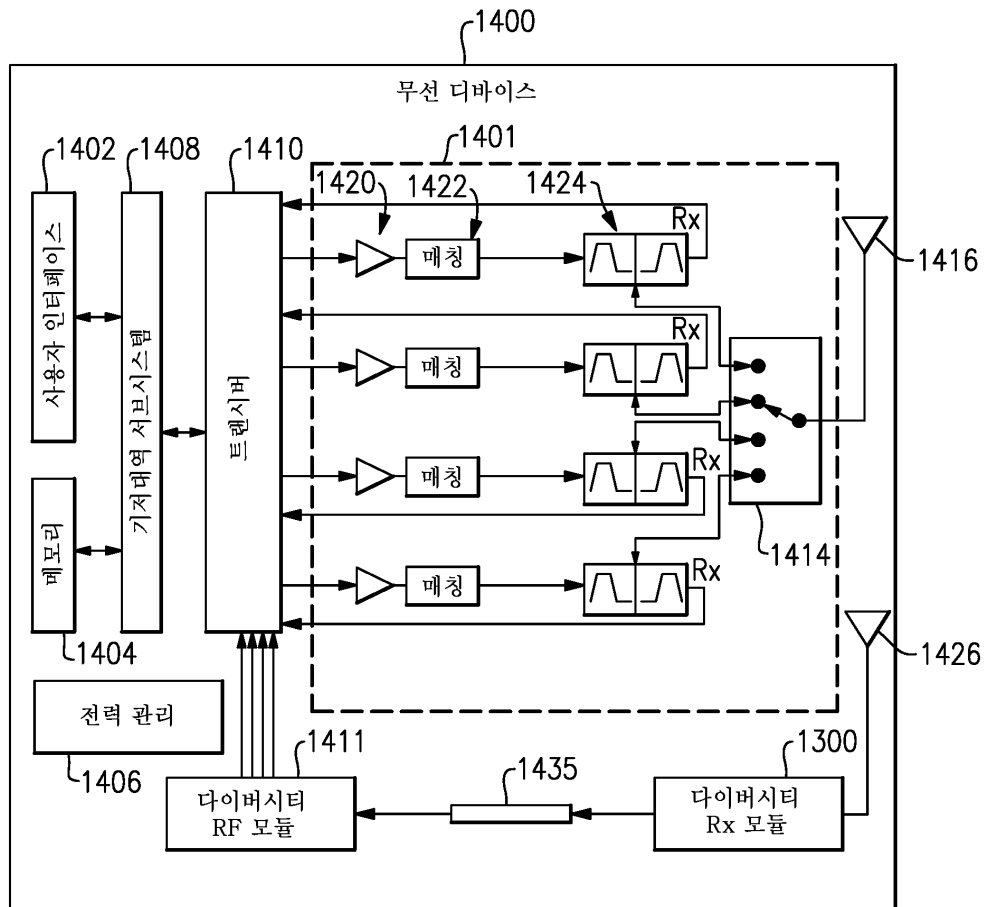 1400
무선 디바이스
1402
1408
1410
1401
1420
1422
1424
Rx
매칭
1416
사용자 인터페이스
기저대역 서브시스템
트랜시버
Rx
매칭
Rx
매칭
1414
메모리
Rx
매칭
1404
1426
전력 관리
1406
1411
1435
1300
다이버시티
RF 모듈
다이버시티
Rx 모듈